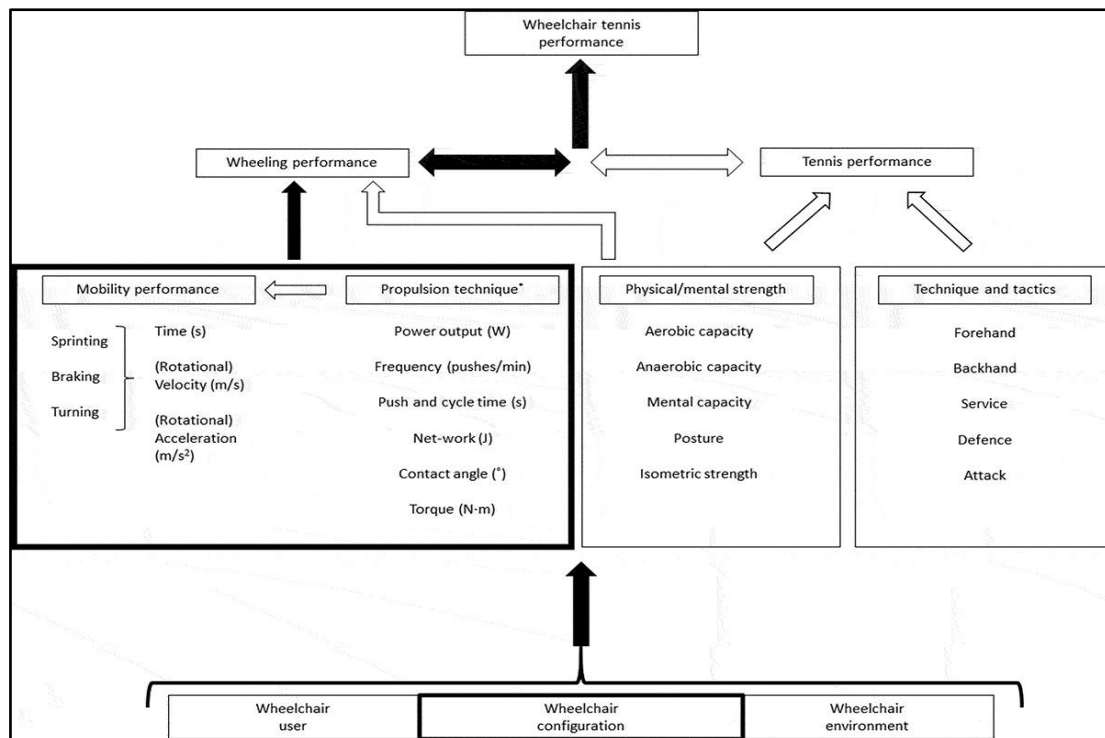 Wheelchair tennis
performance
Wheeling performance
Tennis performance
Mobility performance
Sprinting
Braking
Turning
Time (s)
(Rotational)
Velocity (m/s)
(Rotational)
Acceleration
(m/s²)
Propulsion technique*
Power output (W)
Frequency (pushes/min)
Push and cycle time (s)
Net-work (J)
Contact angle (°)
Torque (N·m)
Physical/mental strength
Aerobic capacity
Anaerobic capacity
Mental capacity
Posture
Isometric strength
Technique and tactics
Forehand
Backhand
Service
Defence
Attack
Wheelchair
user
Wheelchair
configuration
Wheelchair
environment